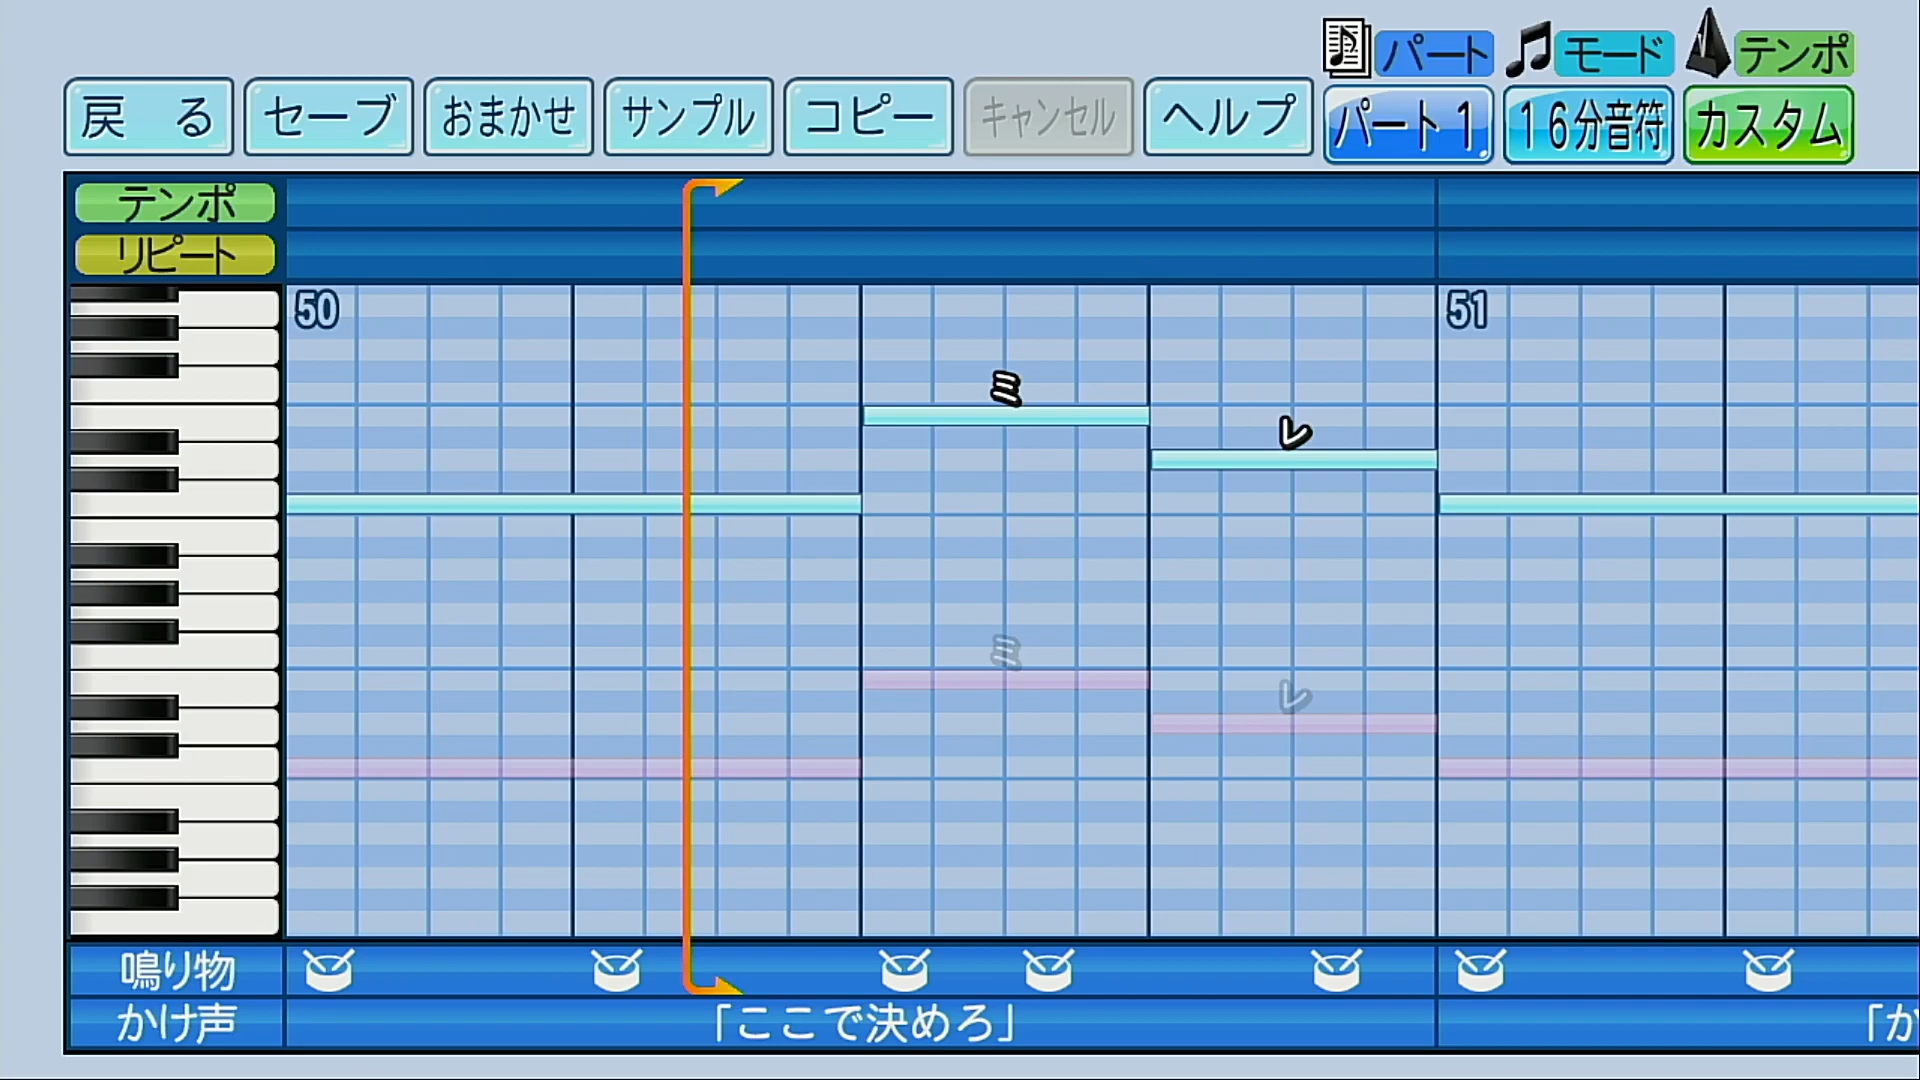 パート
モード
テンポ
戻 る
セーブ
おまかせ
サンプル
コピー
キャンセル
ヘルプ
パート1
16分音符
カスタム
テンポ
リピート
50
51
ミ
レ
ミ
レ
鳴り物
かけ声
「ここで決めろ」
「か